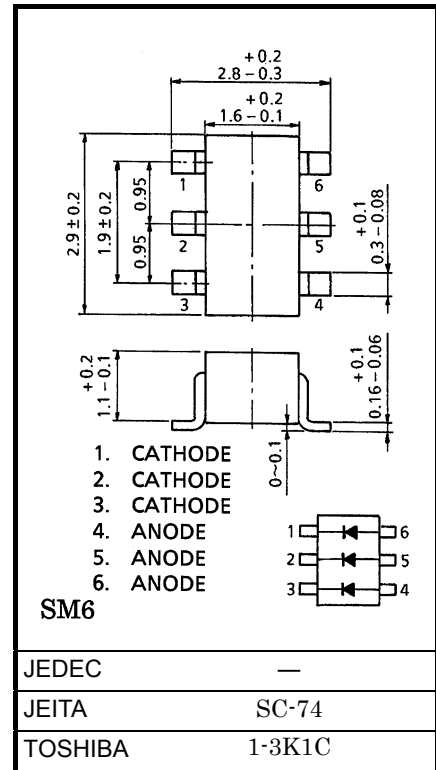 + 0.2
2.8 – 0.3
+ 0.2
1.6 – 0.1
1
6
2.9 ± 0.2
1.9 ± 0.2
0.95
0.95
2
5
+ 0.1
0.3 – 0.08
3
4
+ 0.2
1.1 – 0.1
+ 0.1
0.16 – 0.06
0~0.1
1. CATHODE
2. CATHODE
3. CATHODE
4. ANODE
5. ANODE
6. ANODE
1 6
2 5
3 4
SM6
JEDEC —
JEITA SC-74
TOSHIBA 1-3K1C